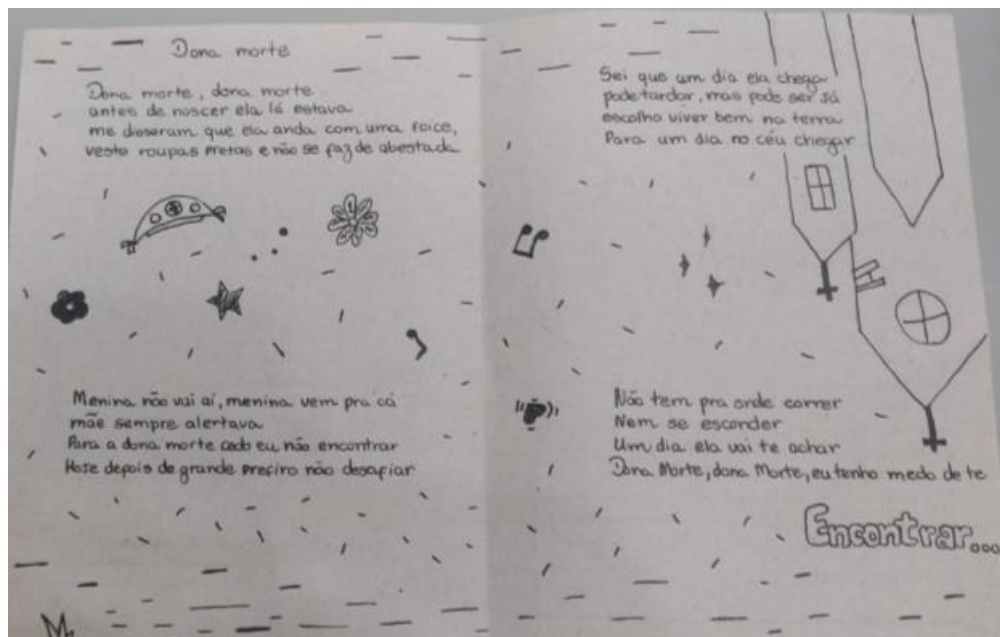 Dona morte
Dona morte, dona morte
antes de nascer ela lá estava
me disseram que ela anda com uma foice,
veste roupas pretas e não se faz de abestada
Menina não vai aí, menina vem pra cá
mãe sempre alertava
Para a dona morte cedo eu não encontrar
Hoje depois de grande prefiro não desafiar
Sei que um dia ela chega
pode tardar, mas pode ser já
escolho viver bem na terra
Para um dia no céu chegar
Não tem pra onde correr
Nem se esconder
Um dia ela vai te achar
Dona Morte, dona Morte, eu tenho medo de te
Encontrar...